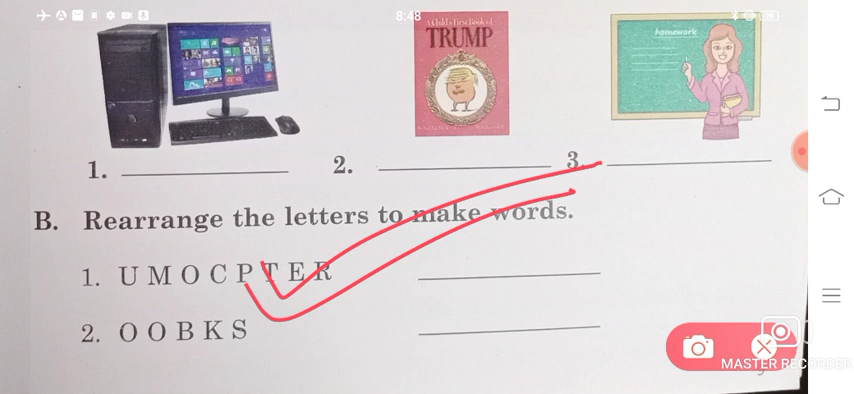 8:48
A Child's First Book of
TRUMP
homework
1. 2. 3.
B. Rearrange the letters to make words.
1. U M O C P T E R
2. O O B K S
MASTER RECORDER